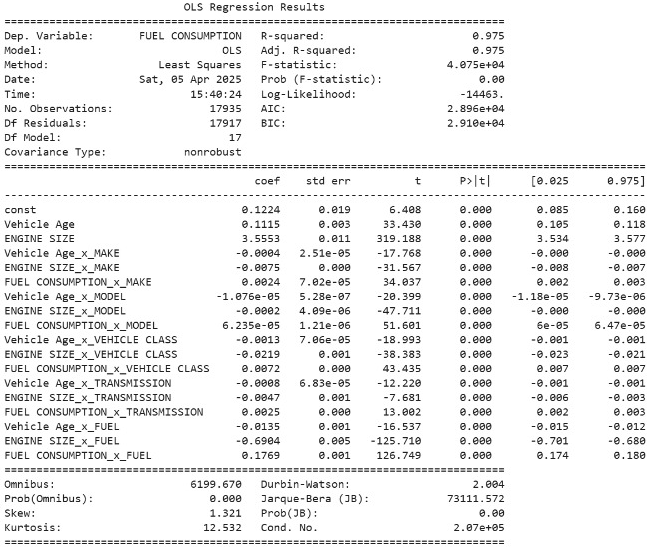 OLS Regression Results
==============================================================================
Dep. Variable: FUEL CONSUMPTION R-squared: 0.975
Model: OLS Adj. R-squared: 0.975
Method: Least Squares F-statistic: 4.075e+04
Date: Sat, 05 Apr 2025 Prob (F-statistic): 0.00
Time: 15:40:24 Log-Likelihood: -14463.
No. Observations: 17935 AIC: 2.896e+04
Df Residuals: 17917 BIC: 2.910e+04
Df Model: 17
Covariance Type: nonrobust
==============================================================================
coef std err t P>|t| [0.025 0.975]
------------------------------------------------------------------------------
const 0.1224 0.019 6.408 0.000 0.085 0.160
Vehicle Age 0.1115 0.003 33.430 0.000 0.105 0.118
ENGINE SIZE 3.5553 0.011 319.188 0.000 3.534 3.577
Vehicle Age_x_MAKE -0.0004 2.51e-05 -17.768 0.000 -0.000 -0.000
ENGINE SIZE_x_MAKE -0.0075 0.000 -31.567 0.000 -0.008 -0.007
FUEL CONSUMPTION_x_MAKE 0.0024 7.02e-05 34.037 0.000 0.002 0.003
Vehicle Age_x_MODEL -1.076e-05 5.28e-07 -20.399 0.000 -1.18e-05 -9.73e-06
ENGINE SIZE_x_MODEL -0.0002 4.09e-06 -47.711 0.000 -0.000 -0.000
FUEL CONSUMPTION_x_MODEL 6.235e-05 1.21e-06 51.601 0.000 6e-05 6.47e-05
Vehicle Age_x_VEHICLE CLASS -0.0013 7.06e-05 -18.993 0.000 -0.001 -0.001
ENGINE SIZE_x_VEHICLE CLASS -0.0219 0.001 -38.383 0.000 -0.023 -0.021
FUEL CONSUMPTION_x_VEHICLE CLASS 0.0072 0.000 43.435 0.000 0.007 0.007
Vehicle Age_x_TRANSMISSION -0.0008 6.83e-05 -12.220 0.000 -0.001 -0.001
ENGINE SIZE_x_TRANSMISSION -0.0047 0.001 -7.681 0.000 -0.006 -0.003
FUEL CONSUMPTION_x_TRANSMISSION 0.0025 0.000 13.002 0.000 0.002 0.003
Vehicle Age_x_FUEL -0.0135 0.001 -16.537 0.000 -0.015 -0.012
ENGINE SIZE_x_FUEL -0.6904 0.005 -125.710 0.000 -0.701 -0.680
FUEL CONSUMPTION_x_FUEL 0.1769 0.001 126.749 0.000 0.174 0.180
==============================================================================
Omnibus: 6199.670 Durbin-Watson: 2.004
Prob(Omnibus): 0.000 Jarque-Bera (JB): 73111.572
Skew: 1.321 Prob(JB): 0.00
Kurtosis: 12.532 Cond. No. 2.07e+05
==============================================================================